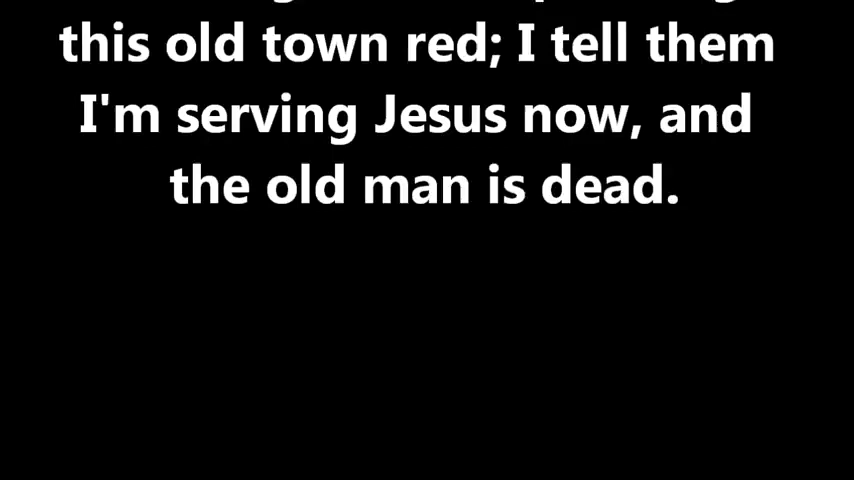 this old town red; I tell them
I'm serving Jesus now, and
the old man is dead.